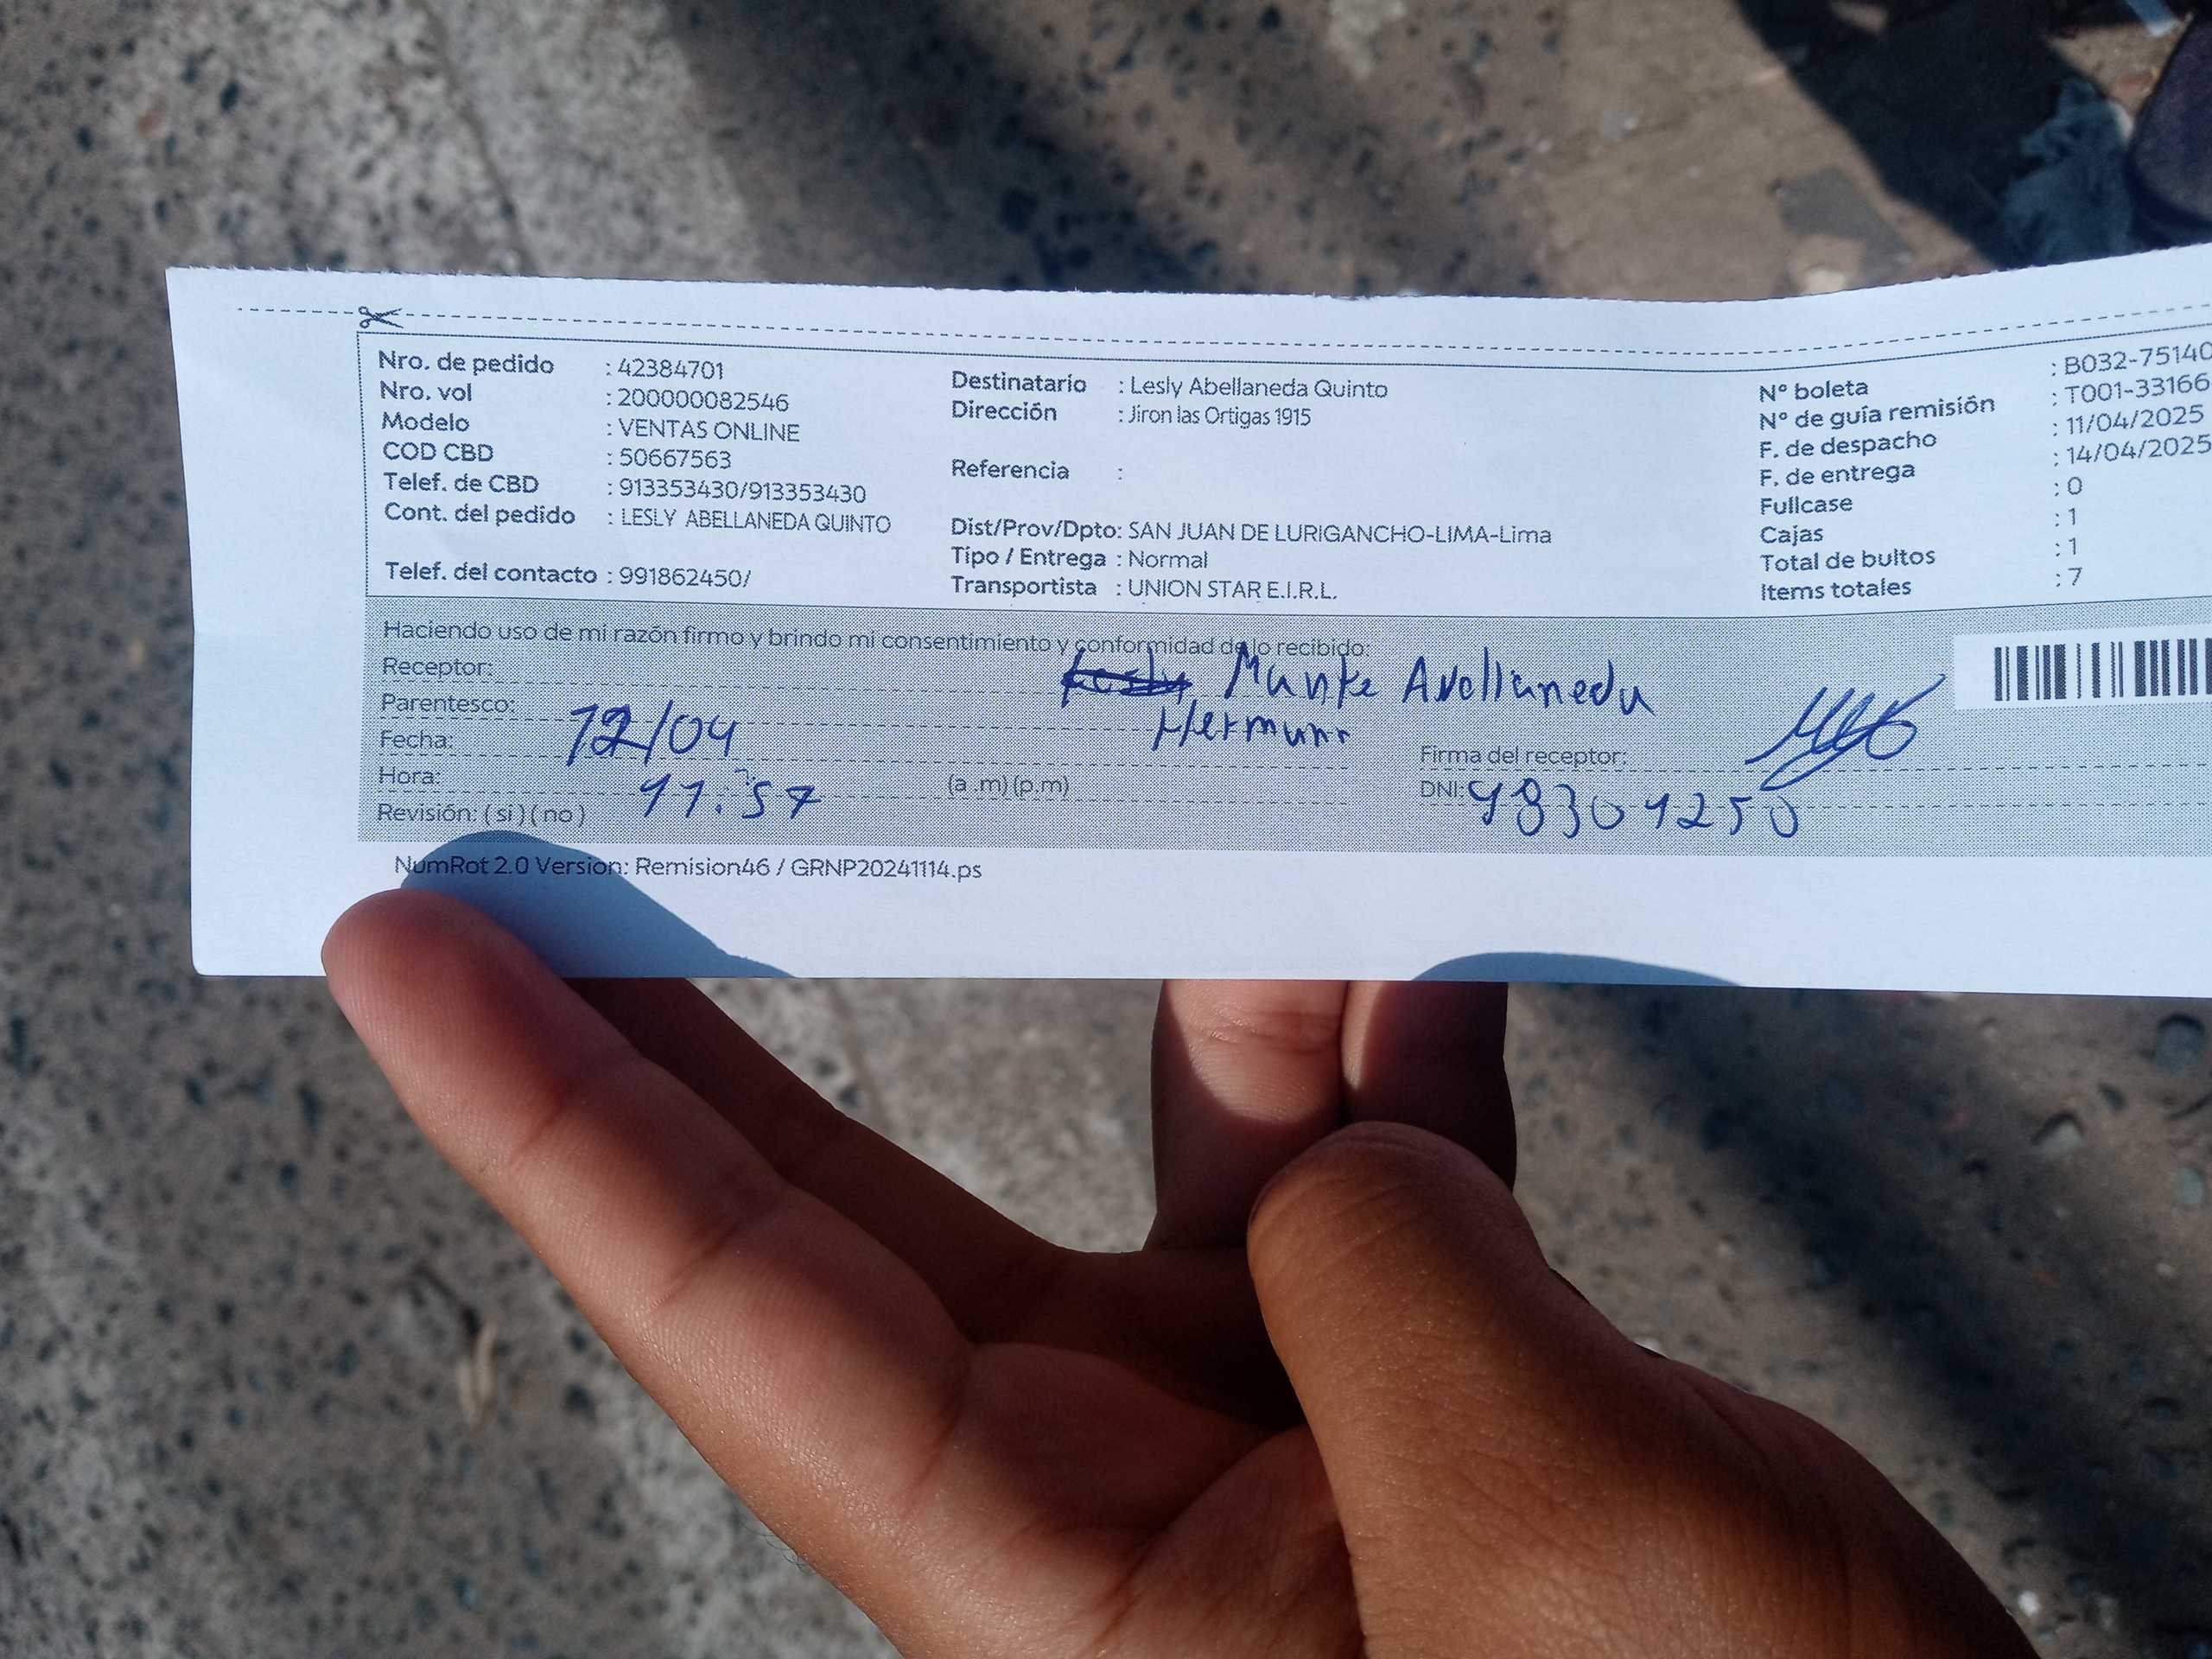 Nro. de pedido : 42384701
Nro. vol : 200000082546
Modelo : VENTAS ONLINE
COD CBD : 50667563
Telef. de CBD : 913353430/913353430
Cont. del pedido : LESLY ABELLANEDA QUINTO
Telef. del contacto : 991862450/
Destinatario : Lesly Abellaneda Quinto
Dirección : Jiron las Ortigas 1915
Referencia :
Dist/Prov/Dpto: SAN JUAN DE LURIGANCHO-LIMA-Lima
Tipo / Entrega : Normal
Transportista : UNION STAR E.I.R.L.
N° boleta : B032-75140
N° de guía remisión : T001-33166
F. de despacho : 11/04/2025
F. de entrega : 14/04/2025
Fullcase : 0
Cajas : 1
Total de bultos : 1
Items totales : 7
Haciendo uso de mi razón firmo y brindo mi consentimiento y conformidad de lo recibido:
Receptor: Avellaneda
Parentesco:
Fecha: 12/04
Hora: 11:57 (a .m) (p.m)
Revisión: ( si ) ( no )
Firma del receptor:
DNI:
NumRot 2.0 Version: Remision46 / GRNP20241114.ps